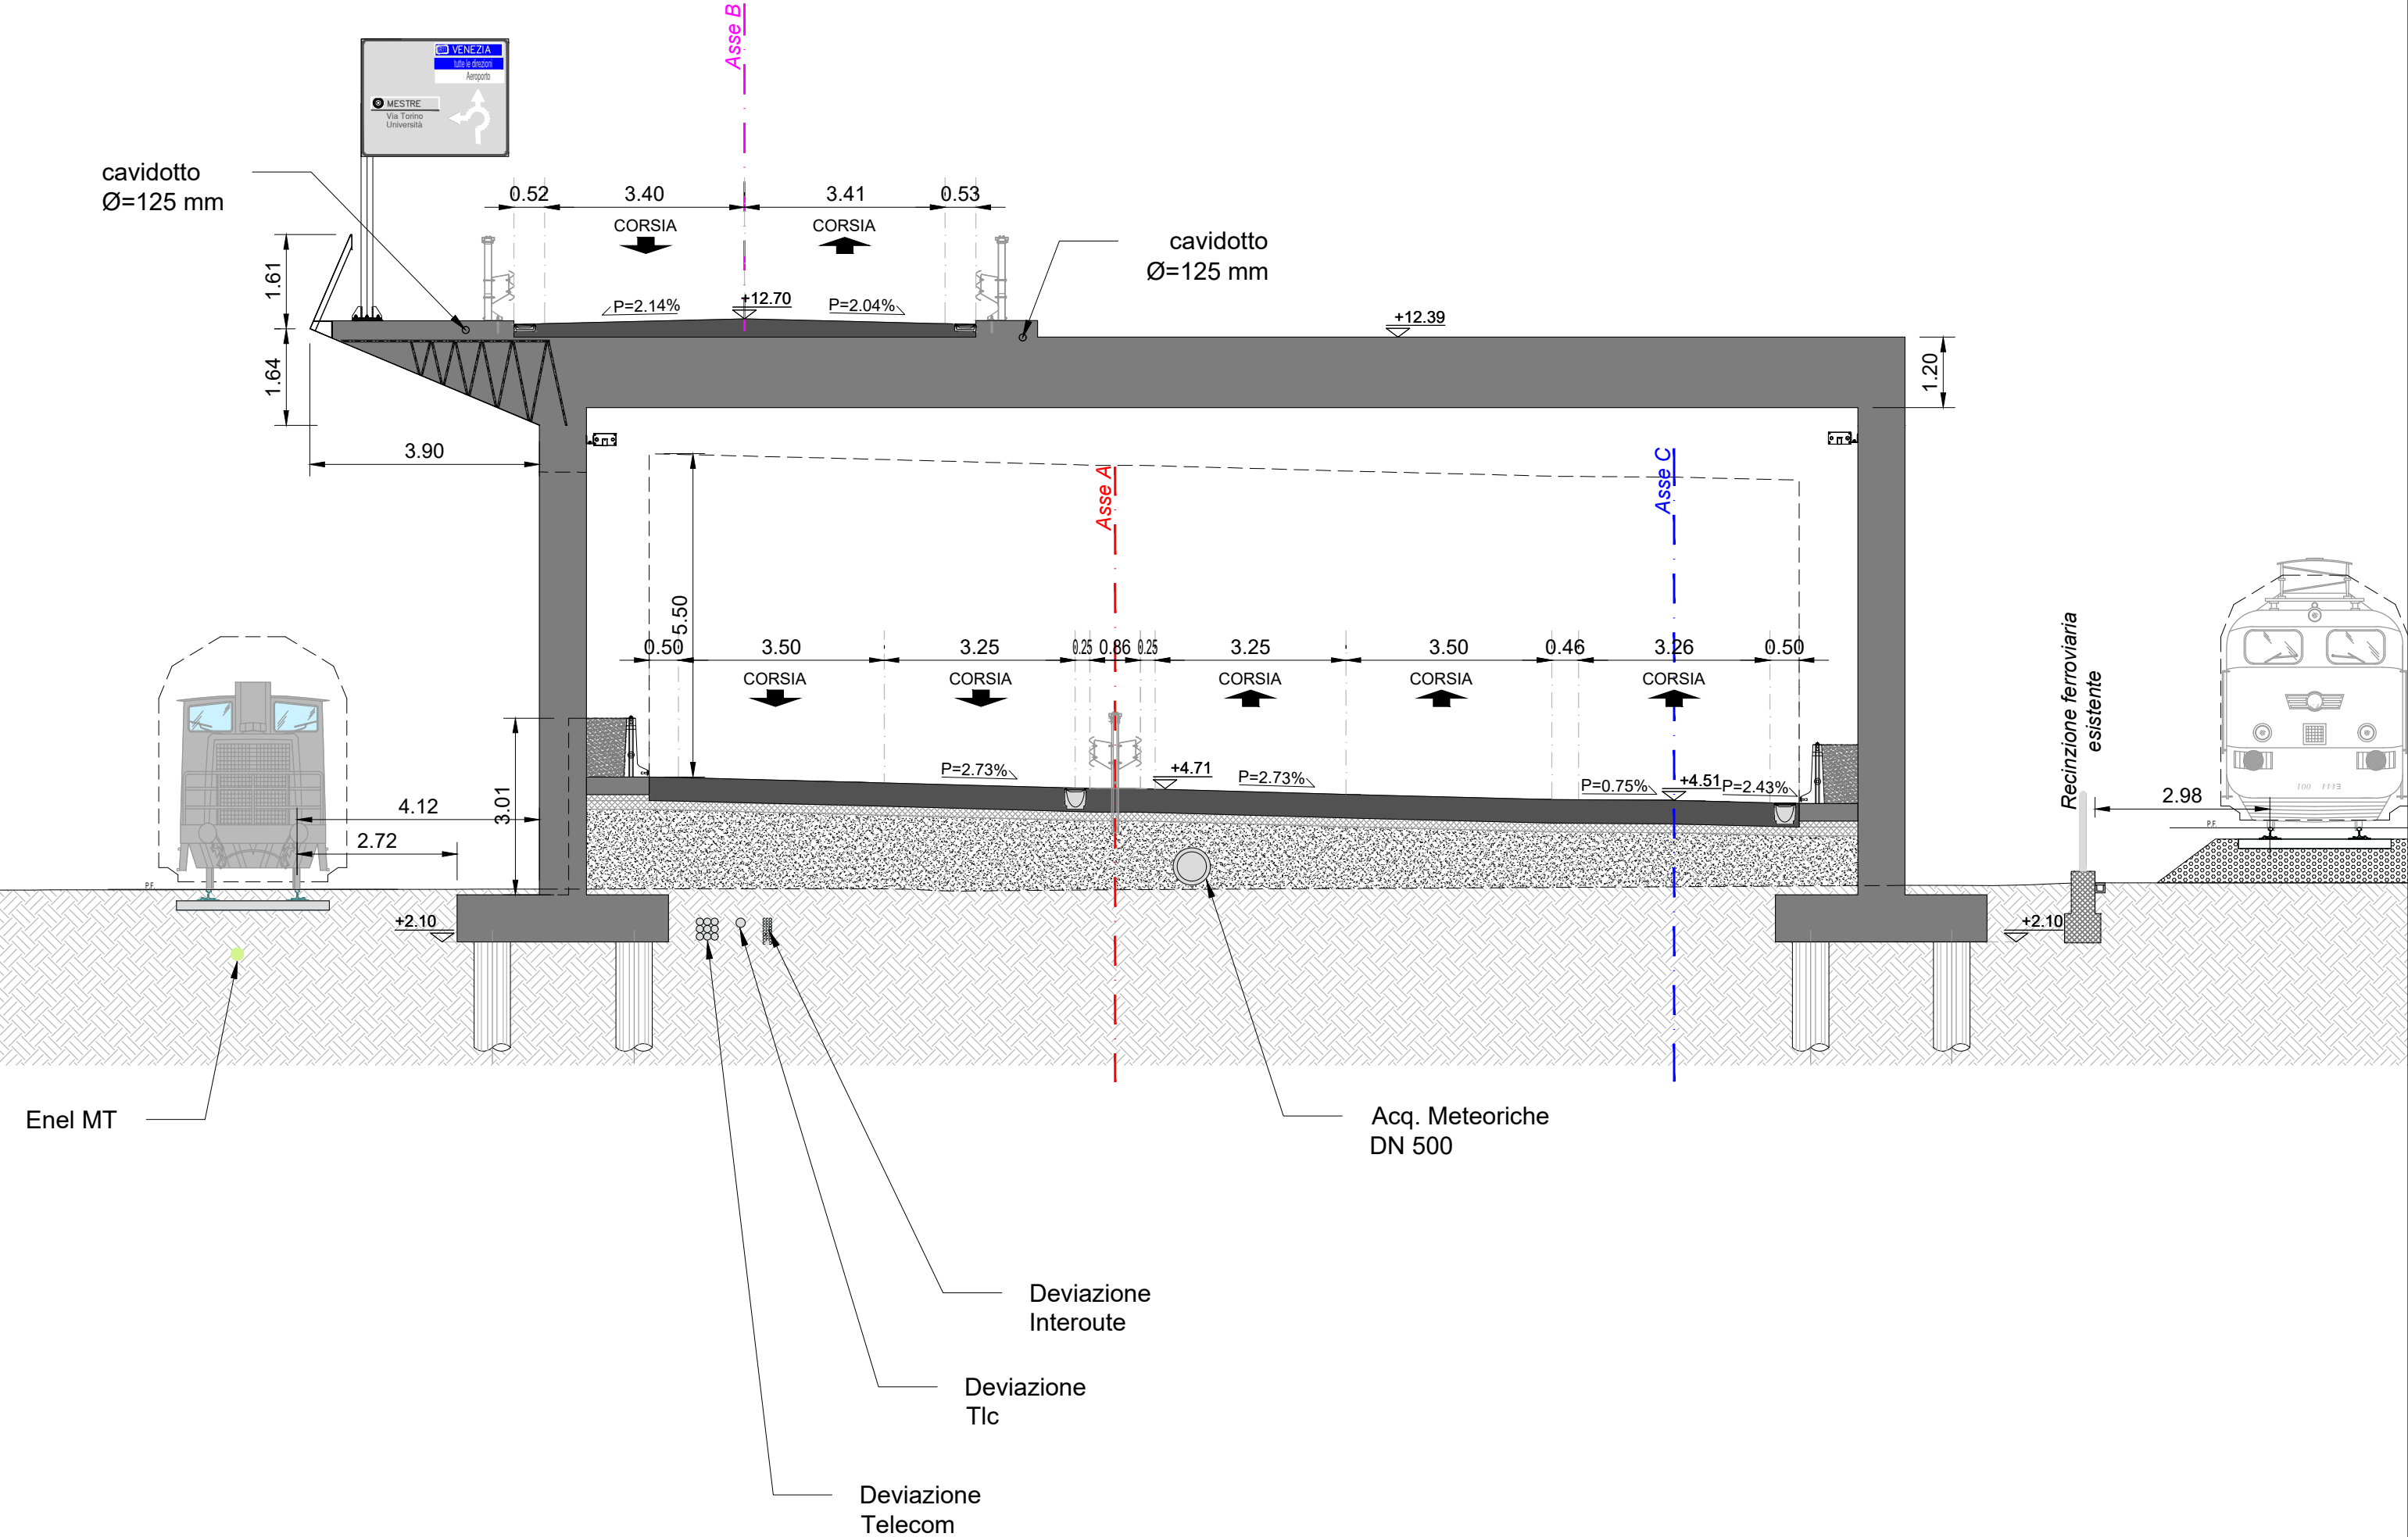 Asse B
VENEZIA
tutte le direzioni
Aeroporto
MESTRE
Via Torino
Università
cavidotto
Ø=125 mm
0.52
3.40
3.41
0.53
CORSIA
CORSIA
cavidotto
Ø=125 mm
1.61
P=2.14%
+12.70
P=2.04%
+12.39
1.64
1.20
3.90
Asse A
Asse C
5.50
0.50
3.50
3.25
0.25
0.86
0.25
3.25
3.50
0.46
3.26
0.50
CORSIA
CORSIA
CORSIA
CORSIA
CORSIA
Recinzione ferroviaria
esistente
P=2.73%
+4.71
P=2.73%
P=0.75%
+4.51
P=2.43%
3.01
4.12
2.72
2.98
P.F.
P.F.
+2.10
+2.10
Enel MT
Acq. Meteoriche
DN 500
Deviazione
Interoute
Deviazione
Tlc
Deviazione
Telecom